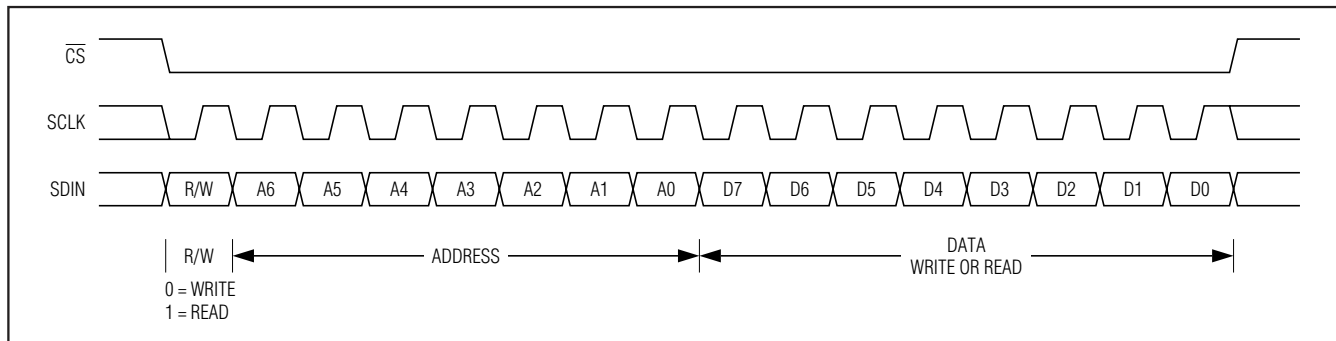 CS
SCLK
SDIN R/W A6 A5 A4 A3 A2 A1 A0 D7 D6 D5 D4 D3 D2 D1 D0
R/W ADDRESS DATA
WRITE OR READ
0 = WRITE
1 = READ